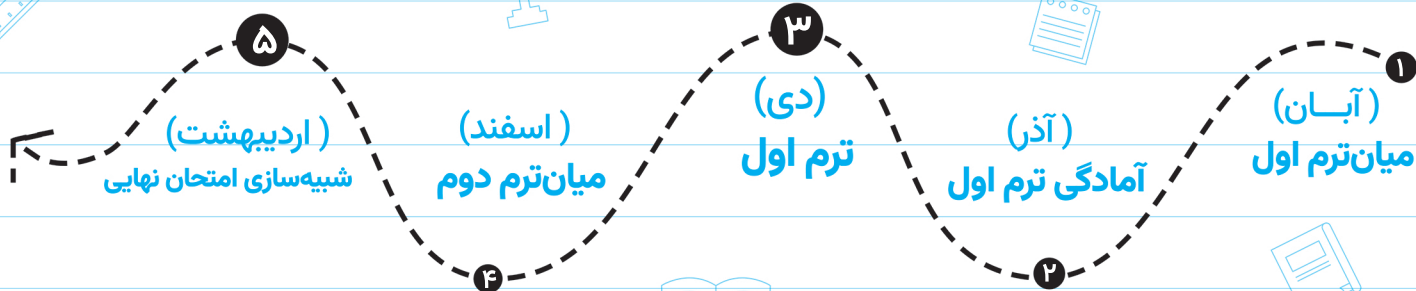 ۱
( آبـــان)
میان‌ترم اول
۲
( آذر )
آمادگی ترم اول
۳
(دی)
ترم اول
۴
( اسفند )
میان‌ترم دوم
۵
( اردیبهشت)
شبیه‌سازی امتحان نهایی